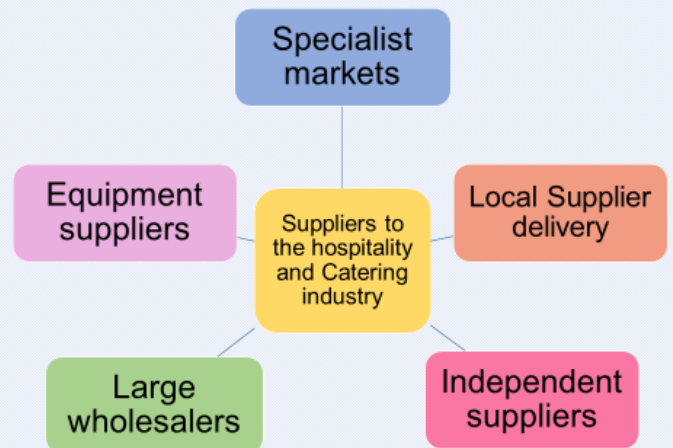 Specialist
markets
Equipment
suppliers
Suppliers to
the hospitality
and Catering
industry
Local Supplier
delivery
Large
wholesalers
Independent
suppliers